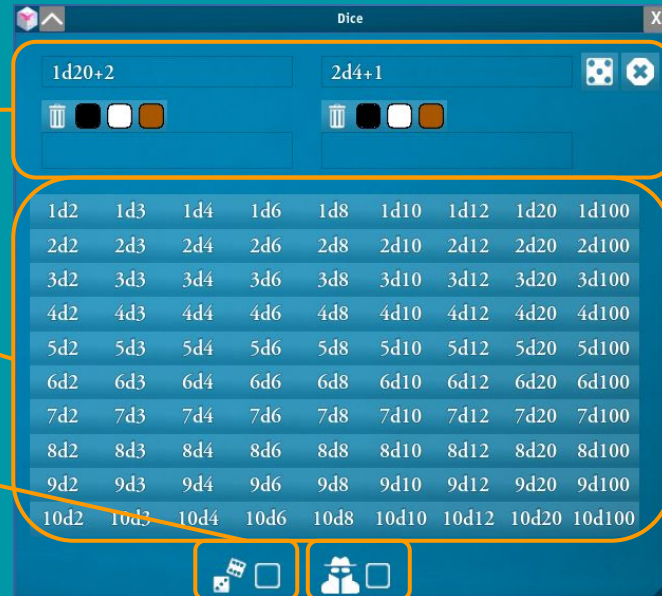 Dice
X
1d20+2 2d4+1
1d2 1d3 1d4 1d6 1d8 1d10 1d12 1d20 1d100
2d2 2d3 2d4 2d6 2d8 2d10 2d12 2d20 2d100
3d2 3d3 3d4 3d6 3d8 3d10 3d12 3d20 3d100
4d2 4d3 4d4 4d6 4d8 4d10 4d12 4d20 4d100
5d2 5d3 5d4 5d6 5d8 5d10 5d12 5d20 5d100
6d2 6d3 6d4 6d6 6d8 6d10 6d12 6d20 6d100
7d2 7d3 7d4 7d6 7d8 7d10 7d12 7d20 7d100
8d2 8d3 8d4 8d6 8d8 8d10 8d12 8d20 8d100
9d2 9d3 9d4 9d6 9d8 9d10 9d12 9d20 9d100
10d2 10d3 10d4 10d6 10d8 10d10 10d12 10d20 10d100